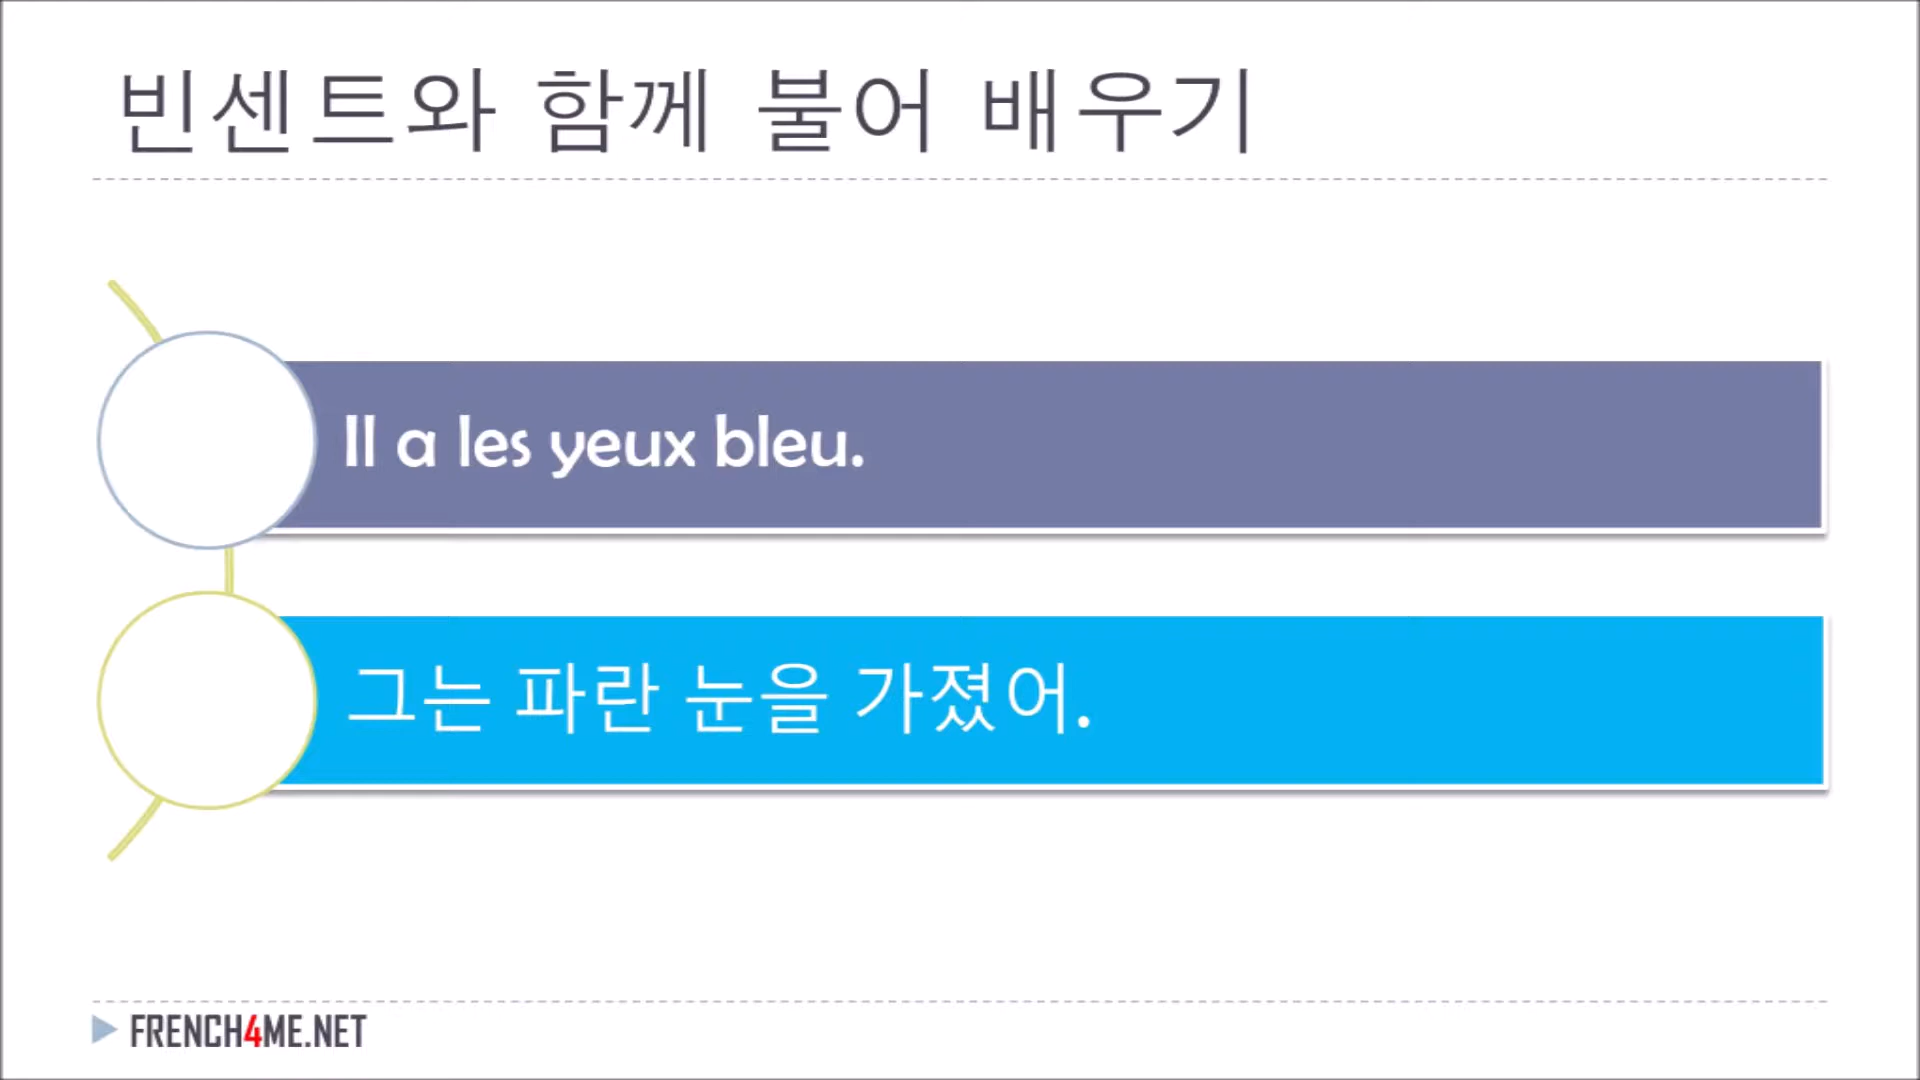 빈센트와 함께 불어 배우기
Il a les yeux bleu.
그는 파란 눈을 가졌어.
FRENCH4ME.NET